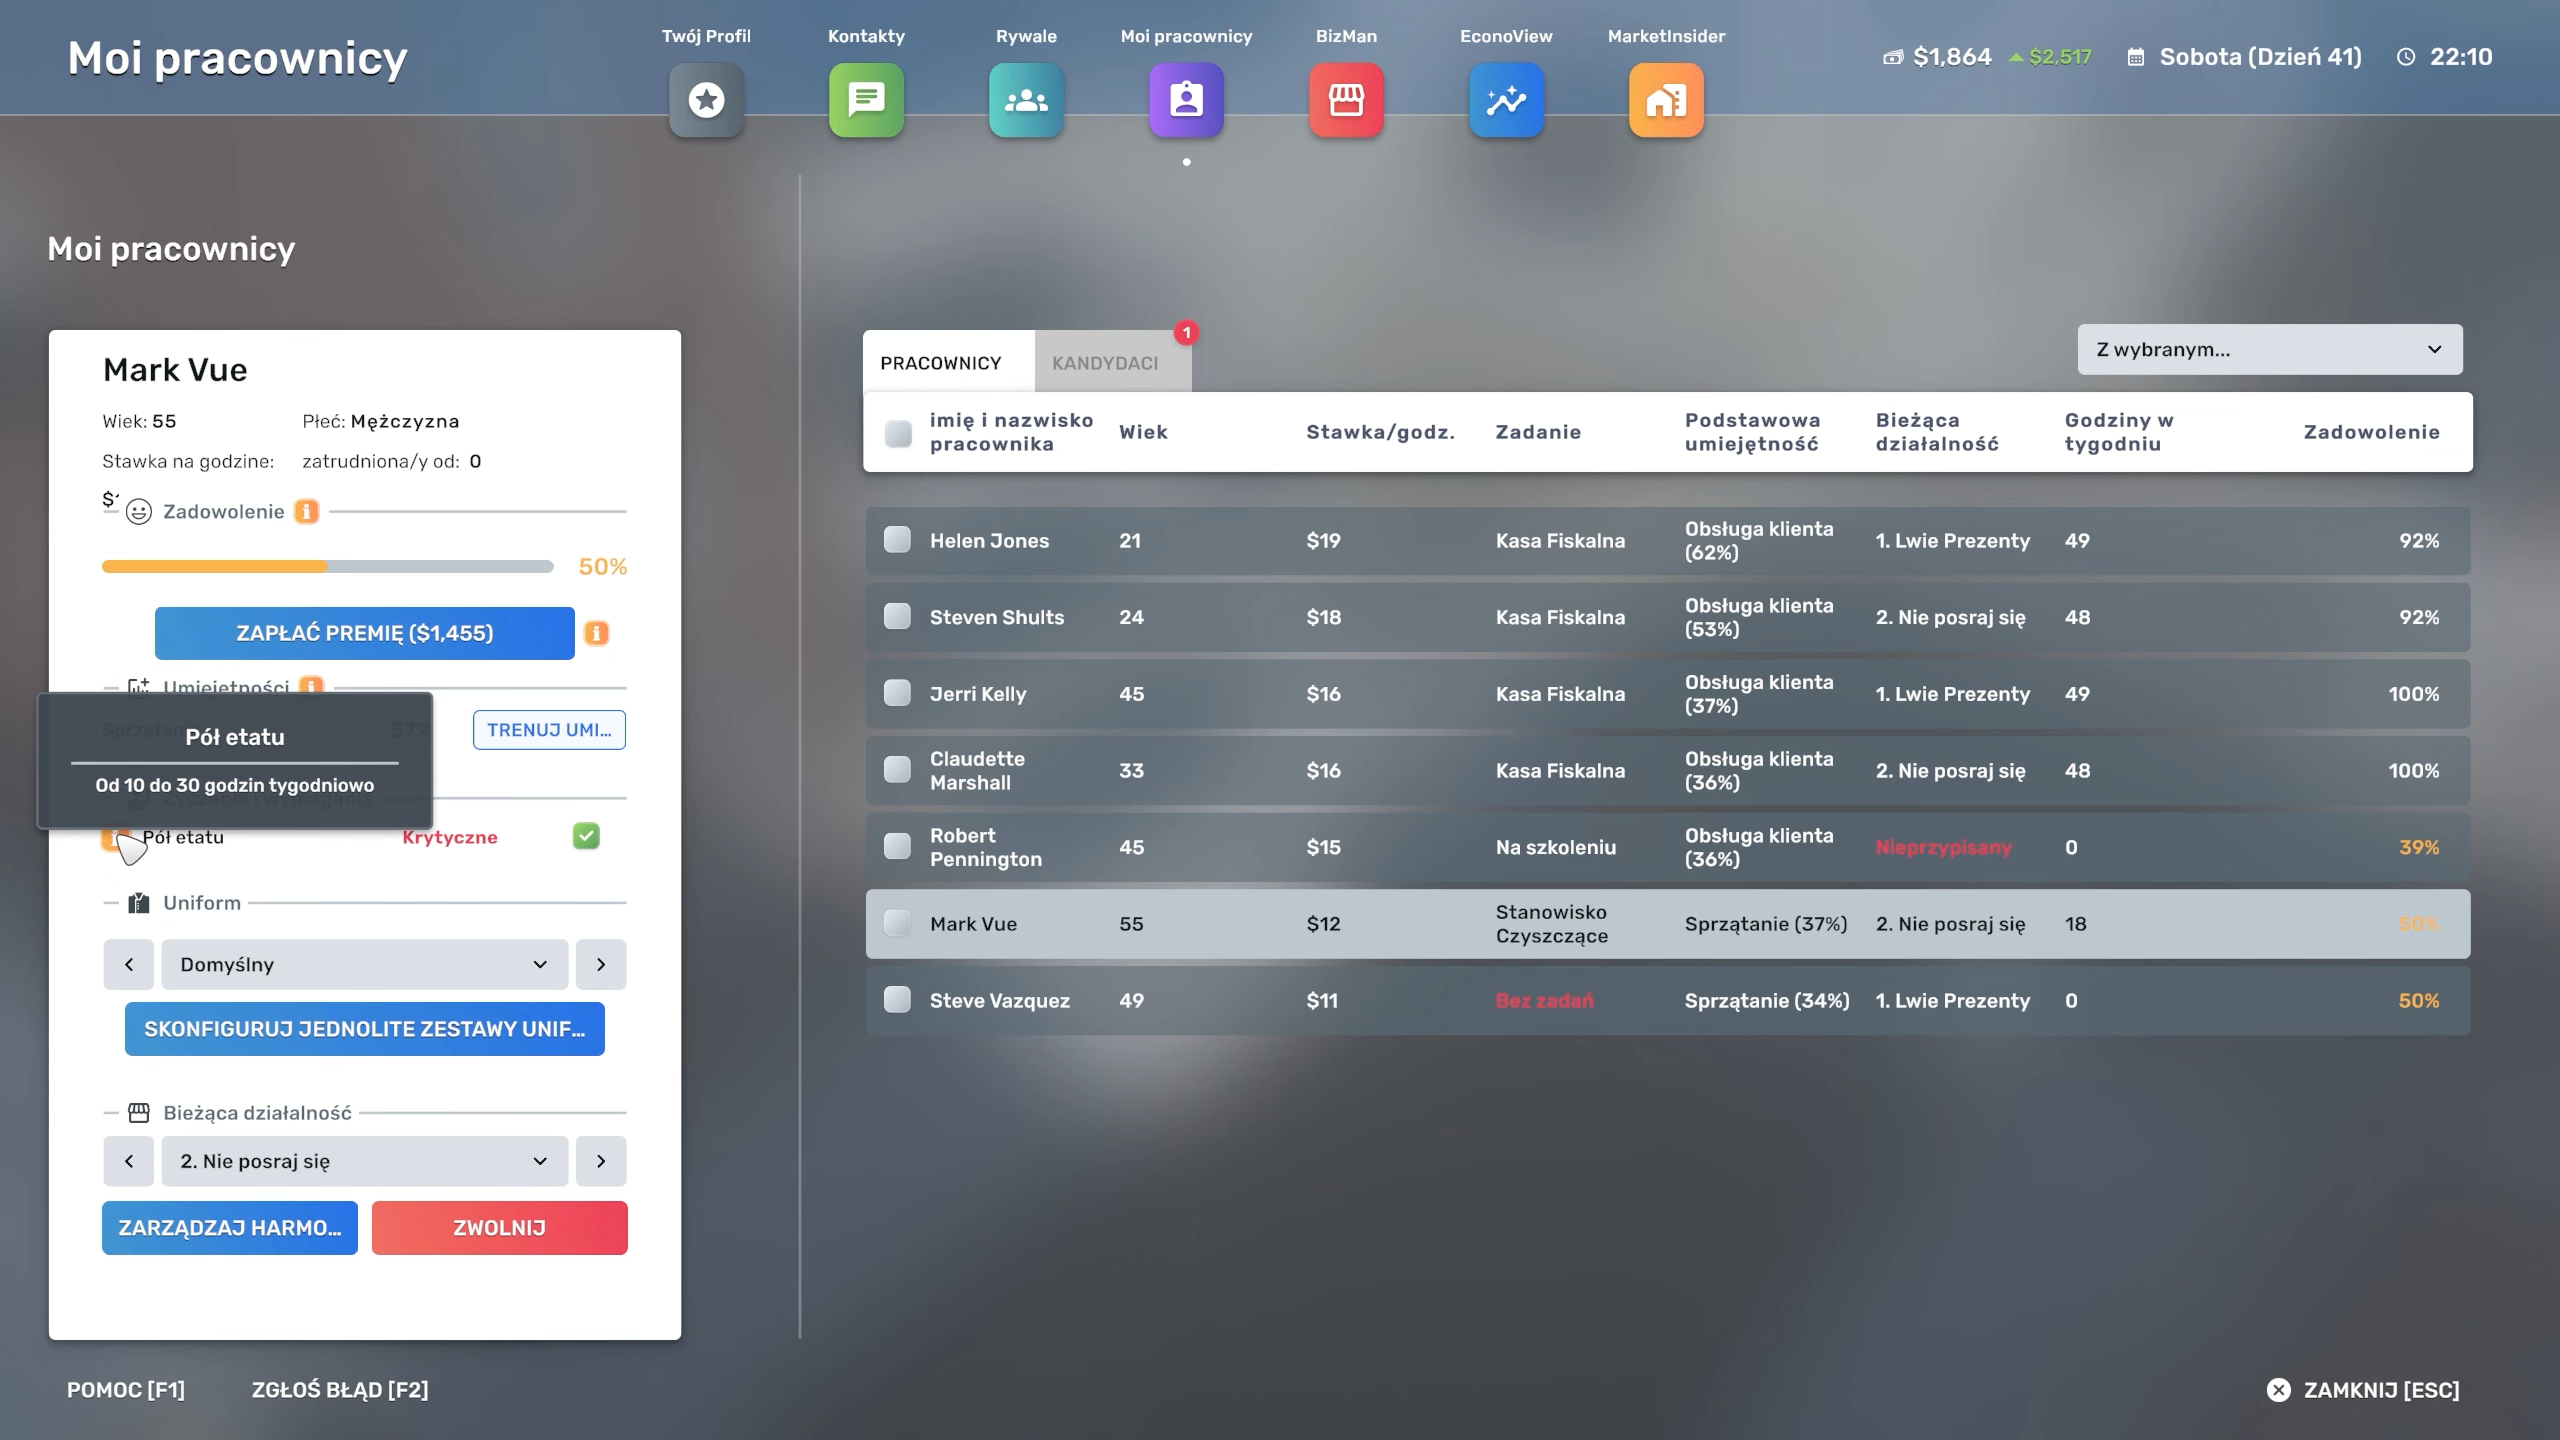 Moi pracownicy
Twój Profil
Kontakty
Rywale
Moi pracownicy
BizMan
EconoView
MarketInsider
$1,864
$2,517
Sobota (Dzień 41)
22:10
Moi pracownicy
Mark Vue
Wiek: 55
Płeć: Mężczyzna
Stawka na godzine:
zatrudniona/y od: 0
Zadowolenie
50%
ZAPŁAĆ PREMIĘ ($1,455)
Umiejętności
37%
TRENUJ UMI...
Pół etatu
Od 10 do 30 godzin tygodniowo
Pół etatu
Krytyczne
Uniform
Domyślny
SKONFIGURUJ JEDNOLITE ZESTAWY UNIF...
Bieżąca działalność
2. Nie posraj się
ZARZĄDZAJ HARMO...
ZWOLNIJ
PRACOWNICY
KANDYDACI
1
Z wybranym...
imię i nazwisko pracownika
Wiek
Stawka/godz.
Zadanie
Podstawowa umiejętność
Bieżąca działalność
Godziny w tygodniu
Zadowolenie
Helen Jones 21 $19 Kasa Fiskalna Obsługa klienta (62%) 1. Lwie Prezenty 49 92%
Steven Shults 24 $18 Kasa Fiskalna Obsługa klienta (53%) 2. Nie posraj się 48 92%
Jerri Kelly 45 $16 Kasa Fiskalna Obsługa klienta (37%) 1. Lwie Prezenty 49 100%
Claudette Marshall 33 $16 Kasa Fiskalna Obsługa klienta (36%) 2. Nie posraj się 48 100%
Robert Pennington 45 $15 Na szkoleniu Obsługa klienta (36%) Nieprzypisany 0 39%
Mark Vue 55 $12 Stanowisko Czyszczące Sprzątanie (37%) 2. Nie posraj się 18 50%
Steve Vazquez 49 $11 Bez zadań Sprzątanie (34%) 1. Lwie Prezenty 0 50%
POMOC [F1]
ZGŁOŚ BŁĄD [F2]
ZAMKNIJ [ESC]